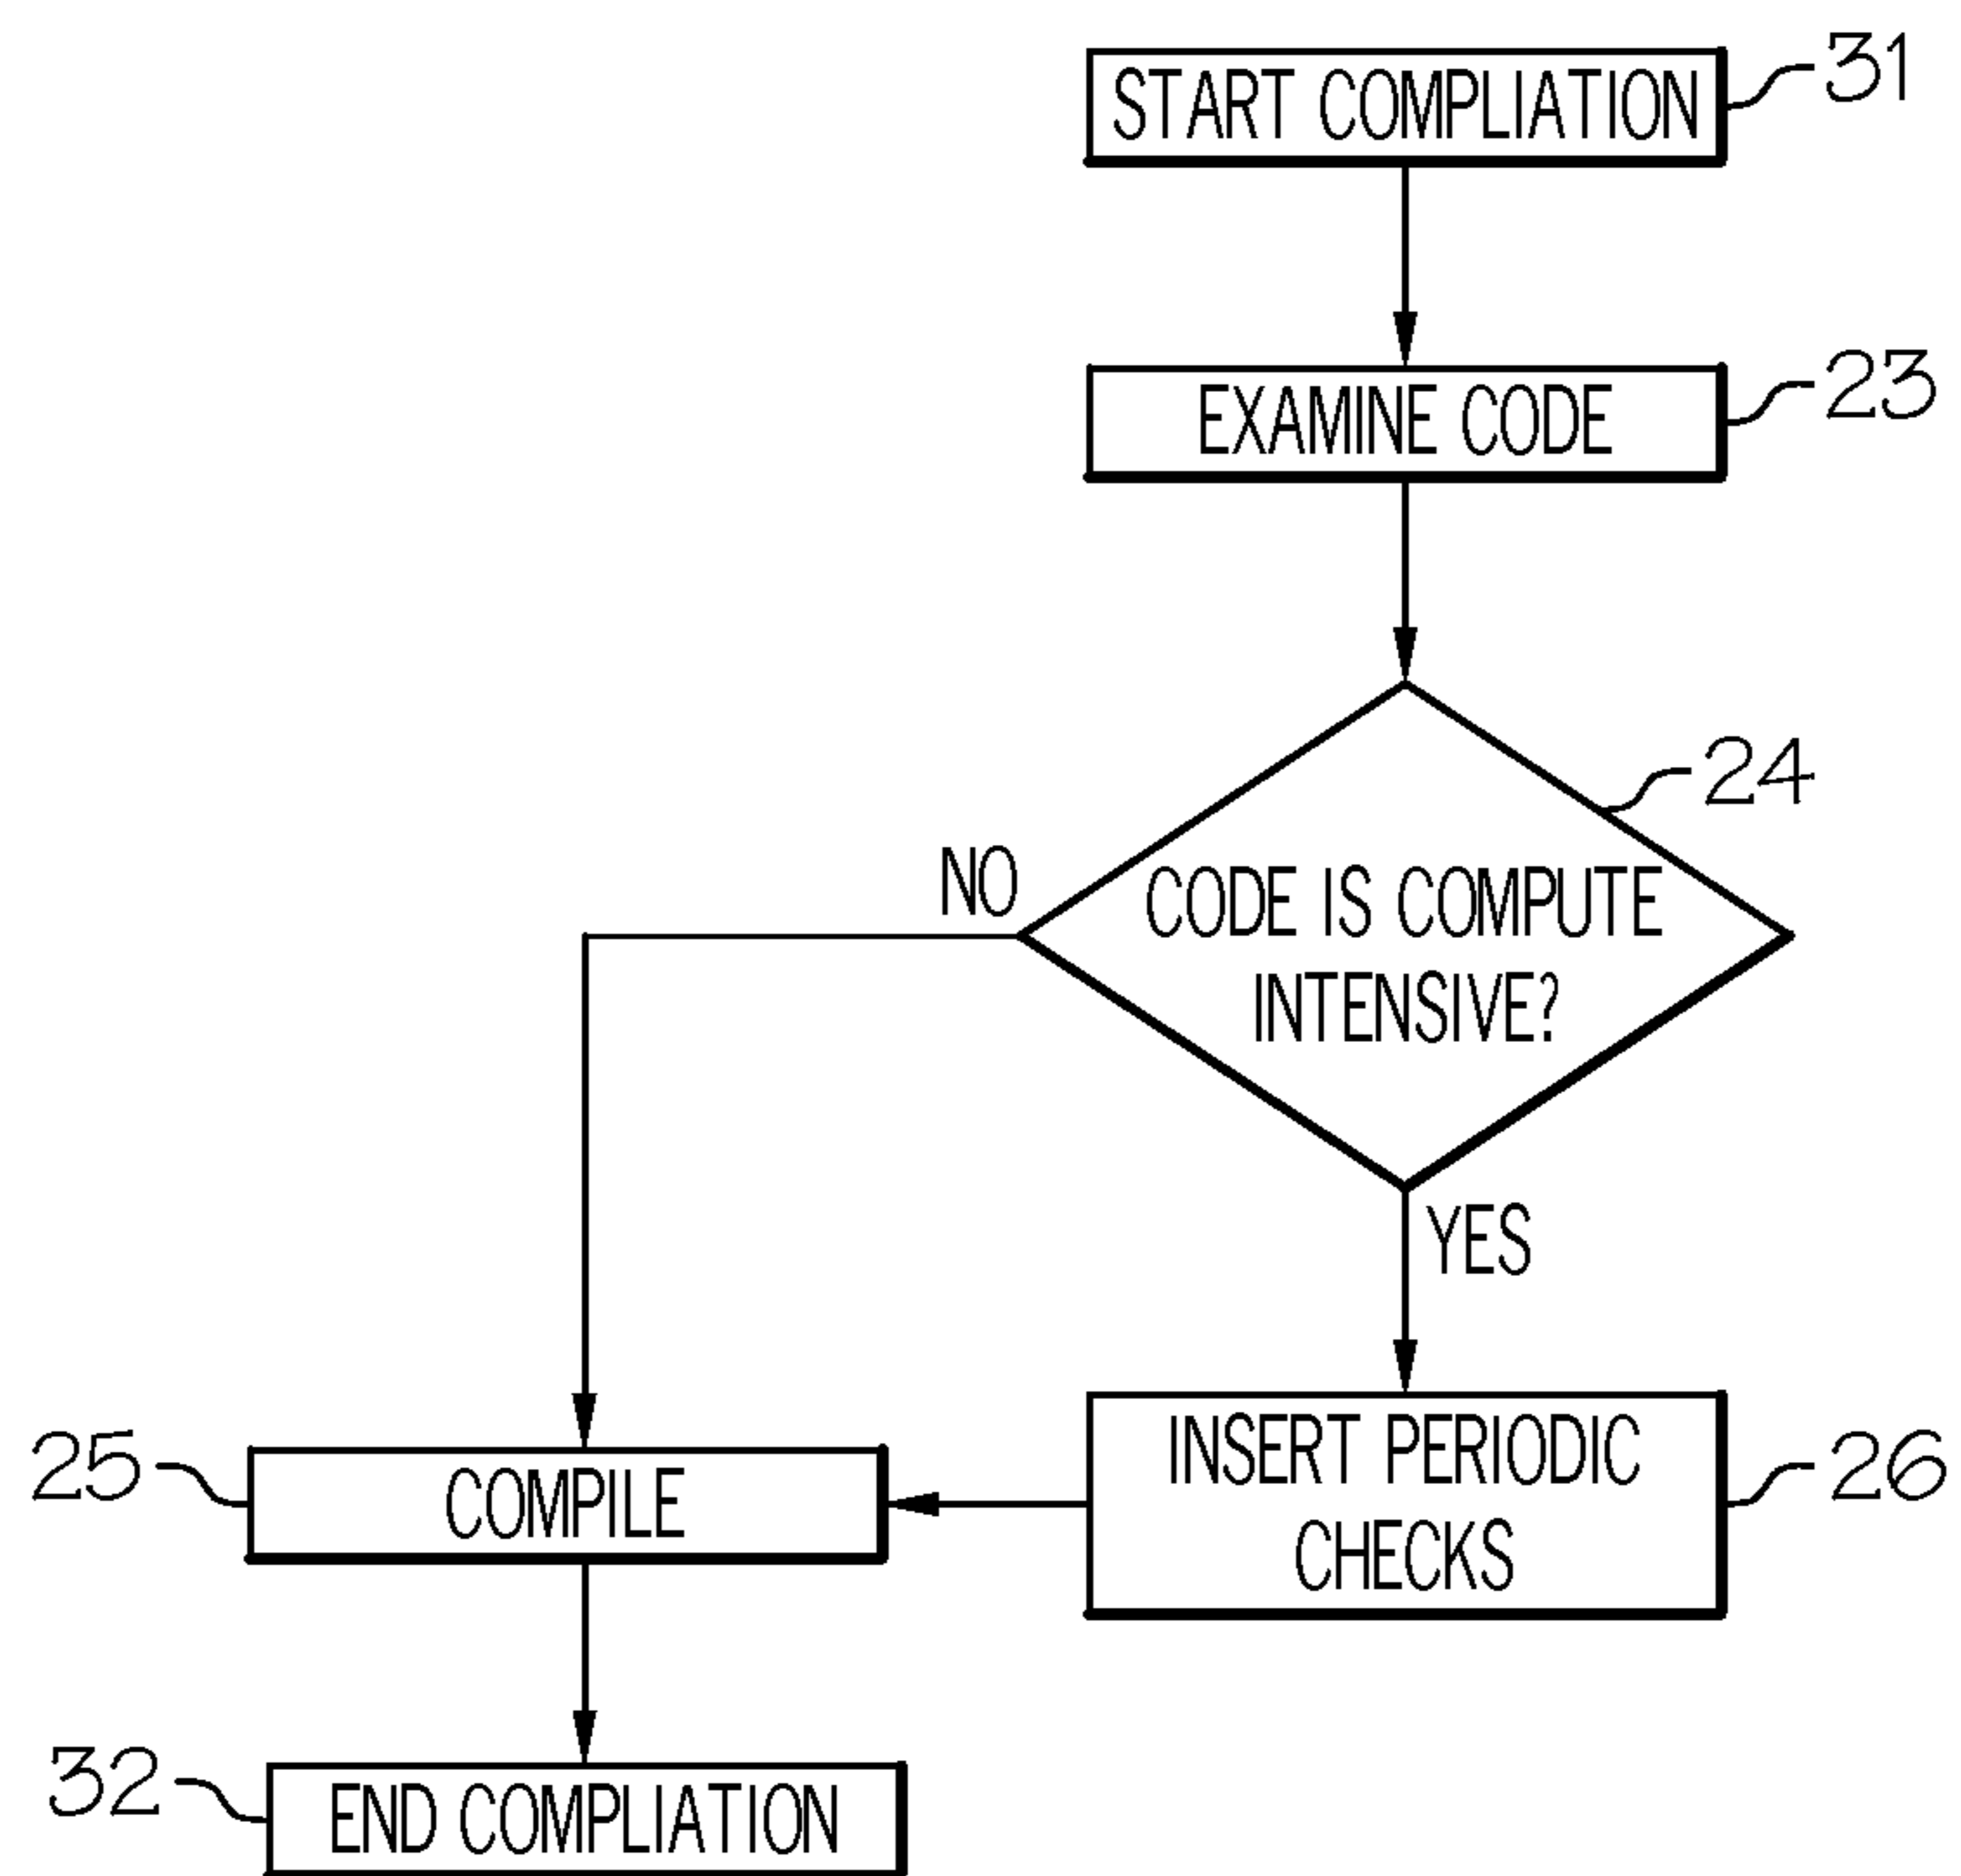 START COMPLIATION
31
EXAMINE CODE
23
24
CODE IS COMPUTE
INTENSIVE?
NO
YES
25
COMPILE
INSERT PERIODIC
CHECKS
26
32
END COMPLIATION